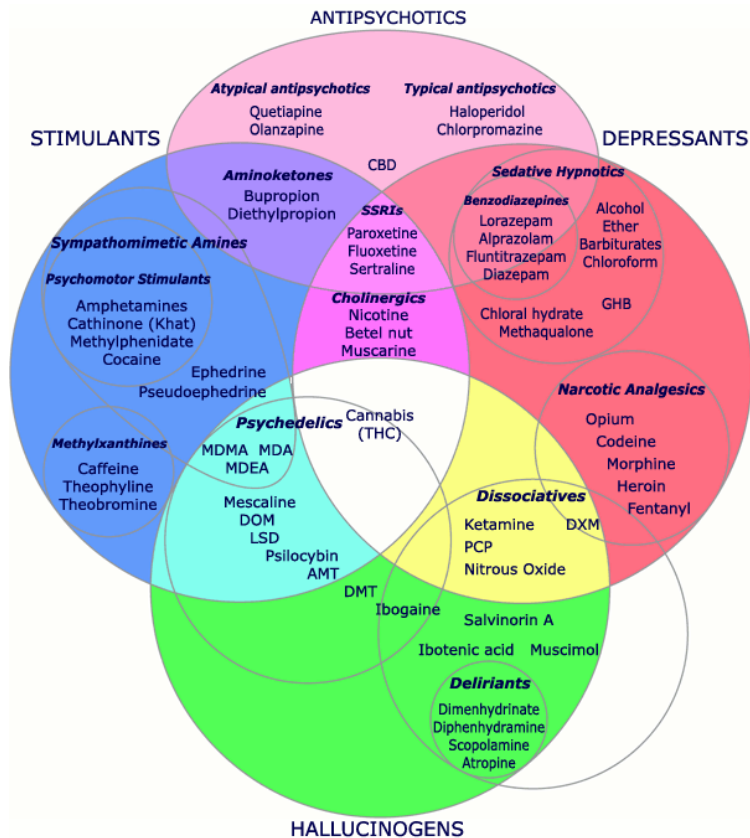 ANTIPSYCHOTICS
STIMULANTS
DEPRESSANTS
Atypical antipsychotics
Quetiapine
Olanzapine
Typical antipsychotics
Haloperidol
Chlorpromazine
CBD
Aminoketones
Bupropion
Diethylpropion
SSRIs
Paroxetine
Fluoxetine
Sertraline
Sedative Hypnotics
Benzodiazepines
Lorazepam
Alprazolam
Fluntitrazepam
Diazepam
Alcohol
Ether
Barbiturates
Chloroform
GHB
Chloral hydrate
Methaqualone
Sympathomimetic Amines
Psychomotor Stimulants
Amphetamines
Cathinone (Khat)
Methylphenidate
Cocaine
Ephedrine
Pseudoephedrine
Cholinergics
Nicotine
Betel nut
Muscarine
Narcotic Analgesics
Opium
Codeine
Morphine
Heroin
Fentanyl
Methylxanthines
Caffeine
Theophyline
Theobromine
Psychedelics
MDMA MDA
MDEA
Cannabis
(THC)
Mescaline
DOM
LSD
Psilocybin
AMT
DMT
Ibogaine
Dissociatives
Ketamine
DXM
PCP
Nitrous Oxide
Salvinorin A
Ibotenic acid
Muscimol
Deliriants
Dimenhydrinate
Diphenhydramine
Scopolamine
Atropine
HALLUCINOGENS